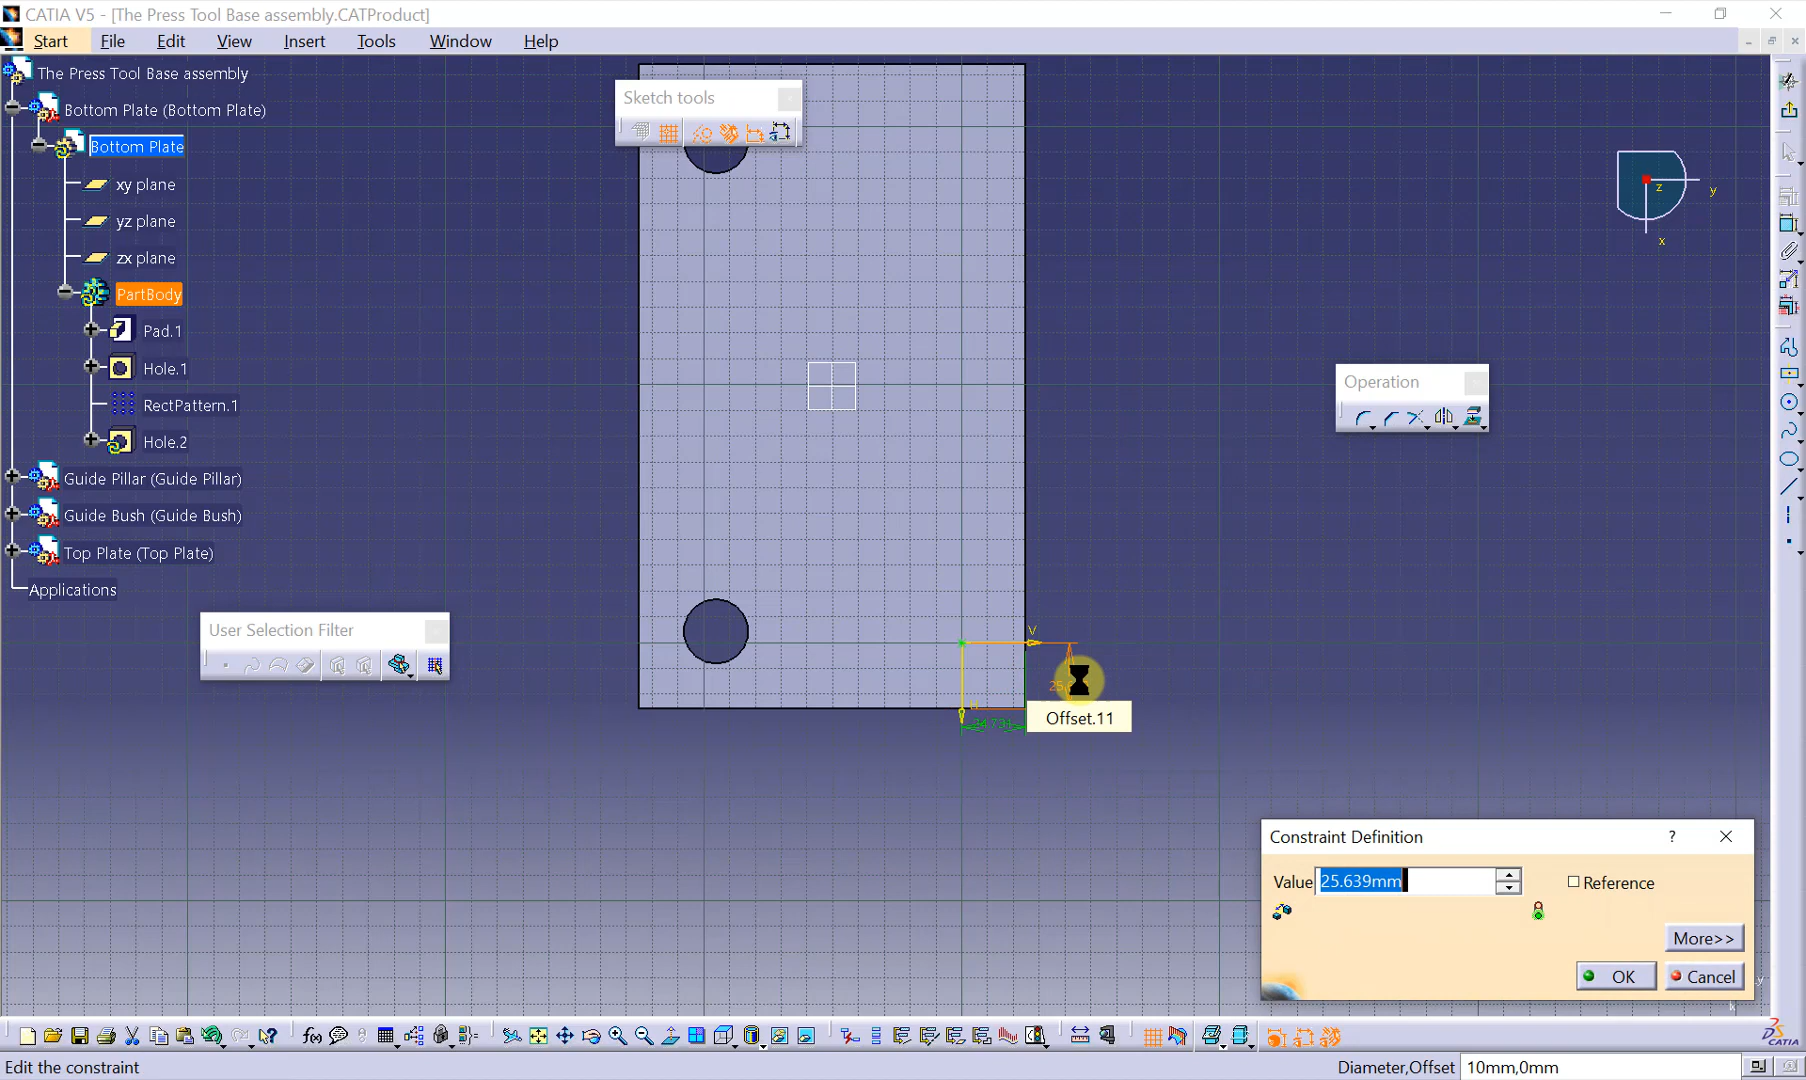 CATIA V5 - [The Press Tool Base assembly.CATProduct]
Start File Edit View Insert Tools Window Help
The Press Tool Base assembly
Bottom Plate (Bottom Plate)
Bottom Plate
xy plane
yz plane
zx plane
PartBody
Pad.1
Hole.1
RectPattern.1
Hole.2
Guide Pillar (Guide Pillar)
Guide Bush (Guide Bush)
Top Plate (Top Plate)
Applications
Sketch tools
z
y
x
Operation
User Selection Filter
V
H
Offset.11
Constraint Definition ?
Value 25.639mm Reference
More>>
OK Cancel
f(x)
CATIA
Edit the constraint
Diameter,Offset 10mm,0mm